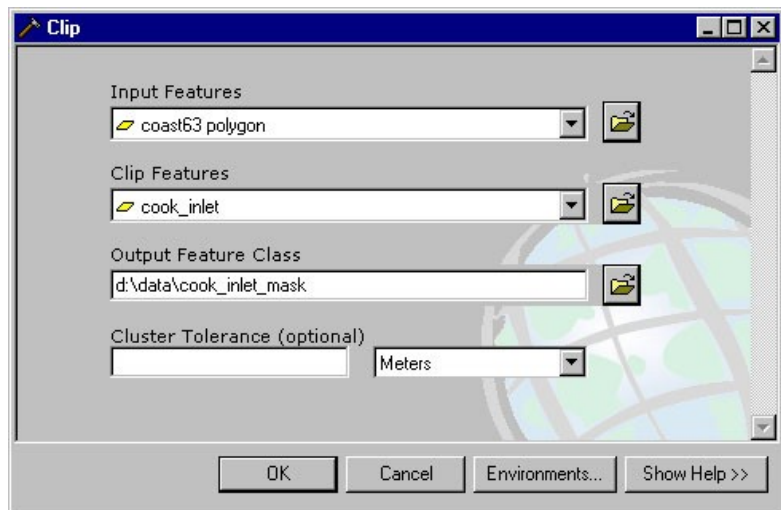 Clip
Input Features
coast63 polygon
Clip Features
cook_inlet
Output Feature Class
d:\data\cook_inlet_mask
Cluster Tolerance (optional)
Meters
OK Cancel Environments... Show Help >>